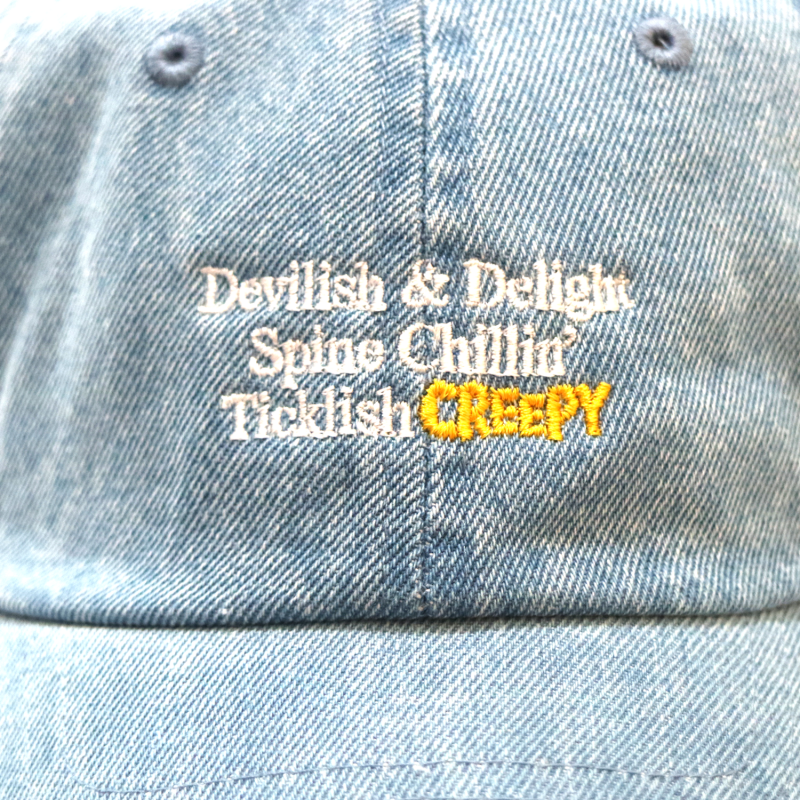 Devilish & Delight
Spine Chillin'
Ticklish CREEPY